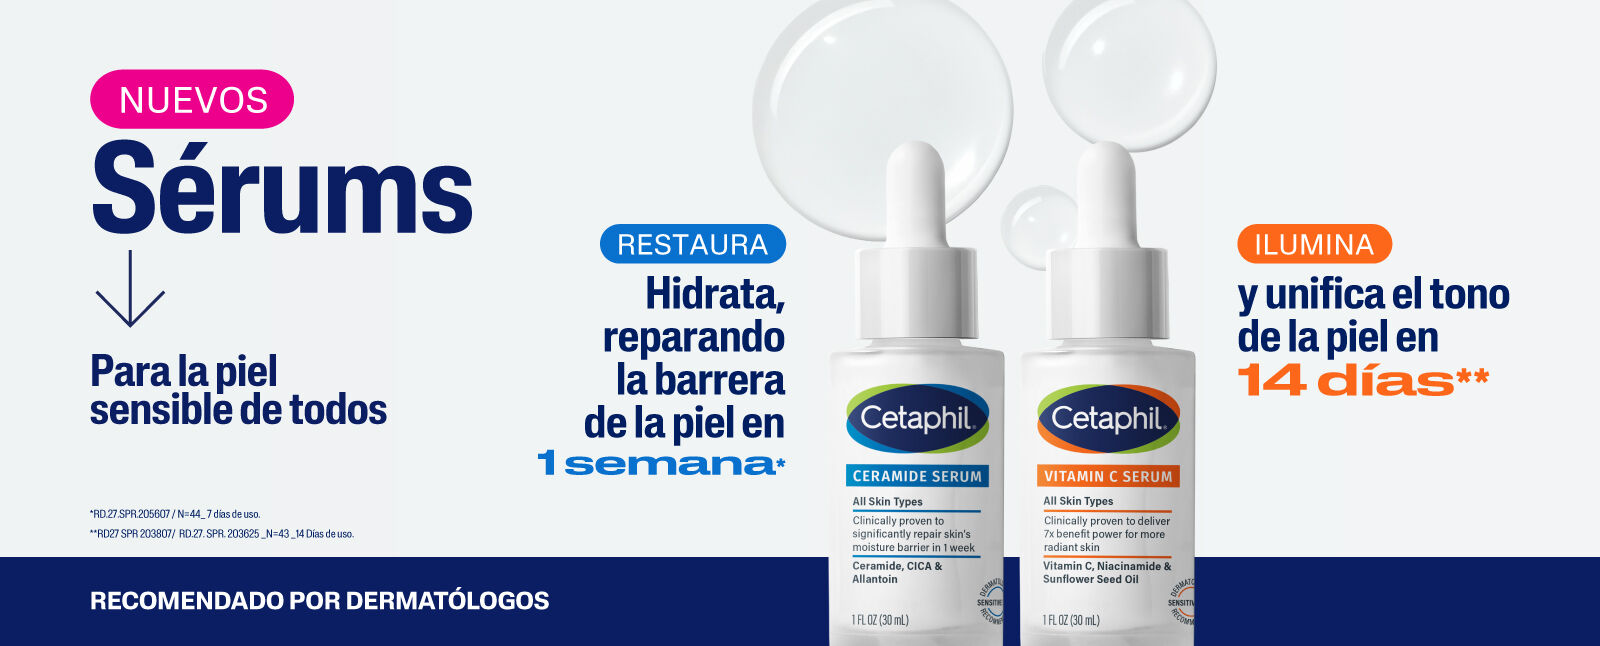 NUEVOS
Sérums
Para la piel
sensible de todos
*RD.27.SPR.205607 / N=44_ 7 días de uso.
**RD27 SPR 203807/ RD.27. SPR. 203625 _N=43 _14 Días de uso.
RECOMENDADO POR DERMATÓLOGOS
RESTAURA
Hidrata,
reparando
la barrera
de la piel en
1 semana*
Cetaphil®
CERAMIDE SERUM
All Skin Types
Clinically proven to
significantly repair skin's
moisture barrier in 1 week
Ceramide, CICA &
Allantoin
1 FL OZ (30 mL)
Cetaphil®
VITAMIN C SERUM
All Skin Types
Clinically proven to deliver
7x benefit power for more
radiant skin
Vitamin C, Niacinamide &
Sunflower Seed Oil
1 FL OZ (30 mL)
ILUMINA
y unifica el tono
de la piel en
14 días**